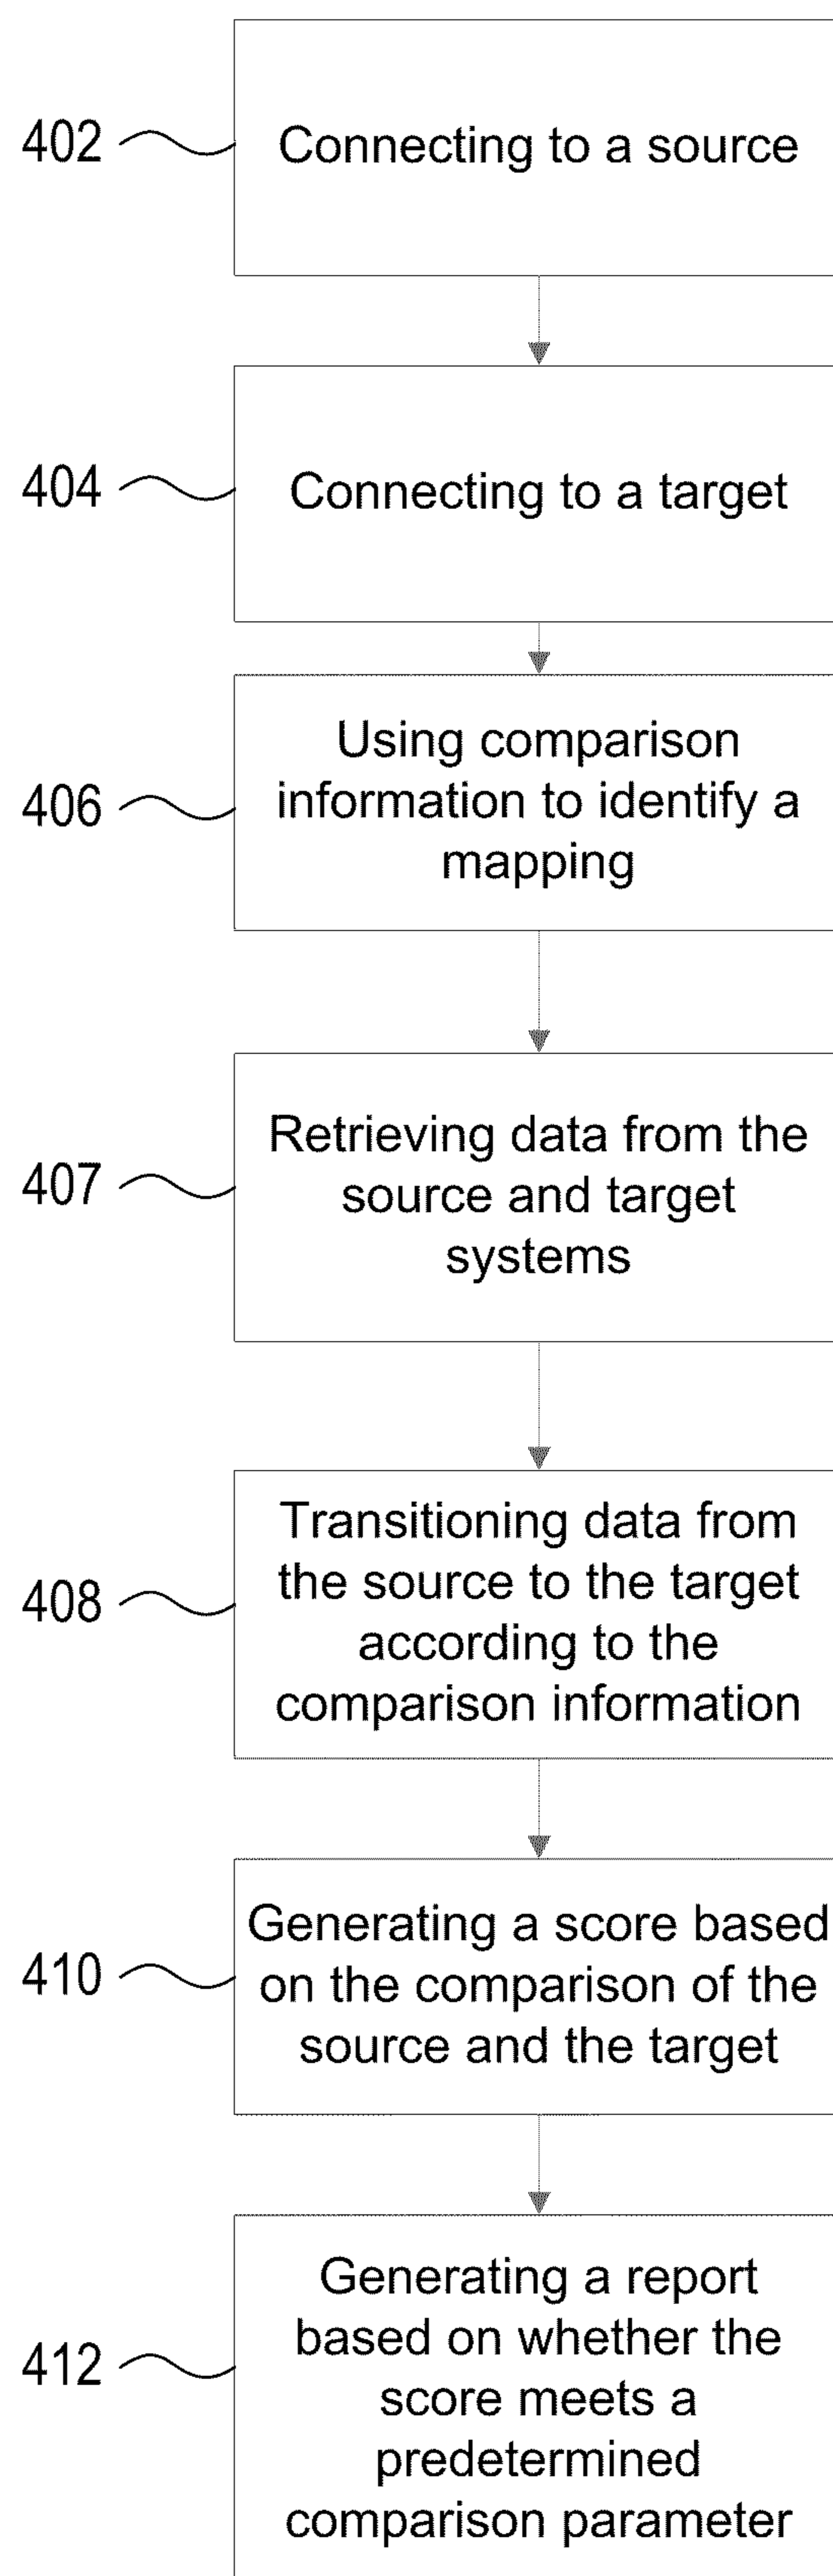 402
Connecting to a source
404
Connecting to a target
406
Using comparison
information to identify a
mapping
407
Retrieving data from the
source and target
systems
408
Transitioning data from
the source to the target
according to the
comparison information
410
Generating a score based
on the comparison of the
source and the target
412
Generating a report
based on whether the
score meets a
predetermined
comparison parameter